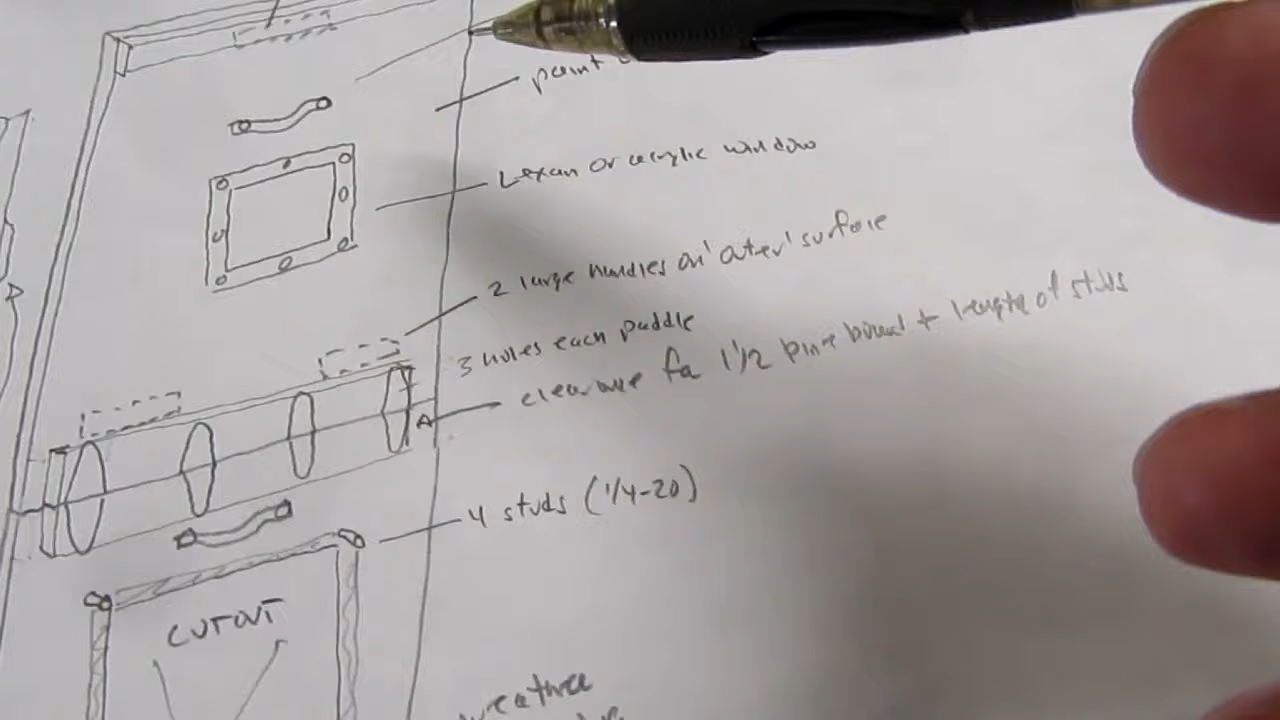 paint
Lexan or acrylic window
2 large handles on 'outer' surface
3 holes each paddle
clearance for 1 1/2 pine board + length of studs
4 studs (1/4-20)
CUTOUT